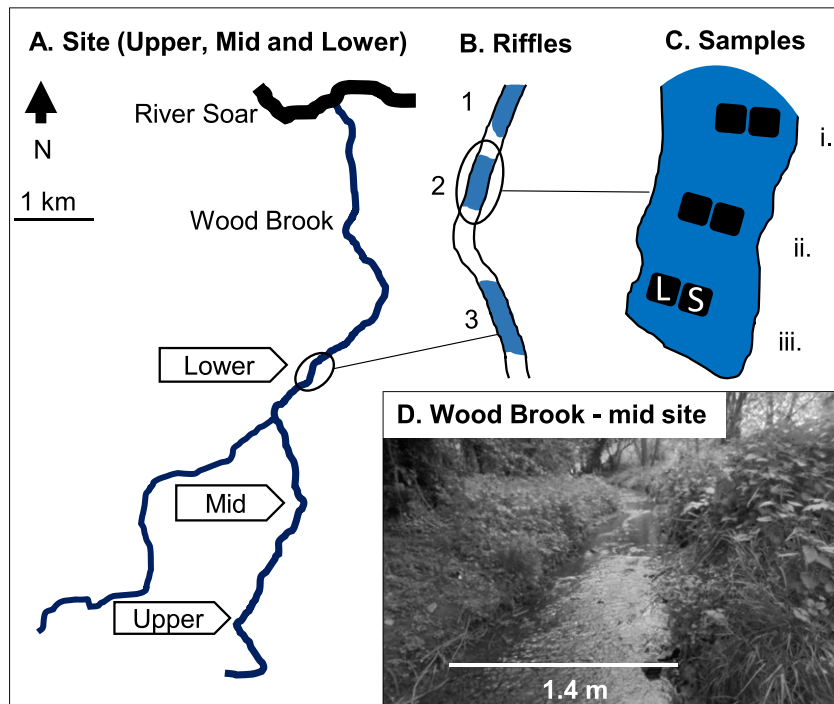 A. Site (Upper, Mid and Lower)
B. Riffles
C. Samples
River Soar
N
1 km
Wood Brook
Lower
Mid
Upper
1
2
3
i.
ii.
iii.
L S
D. Wood Brook - mid site
1.4 m